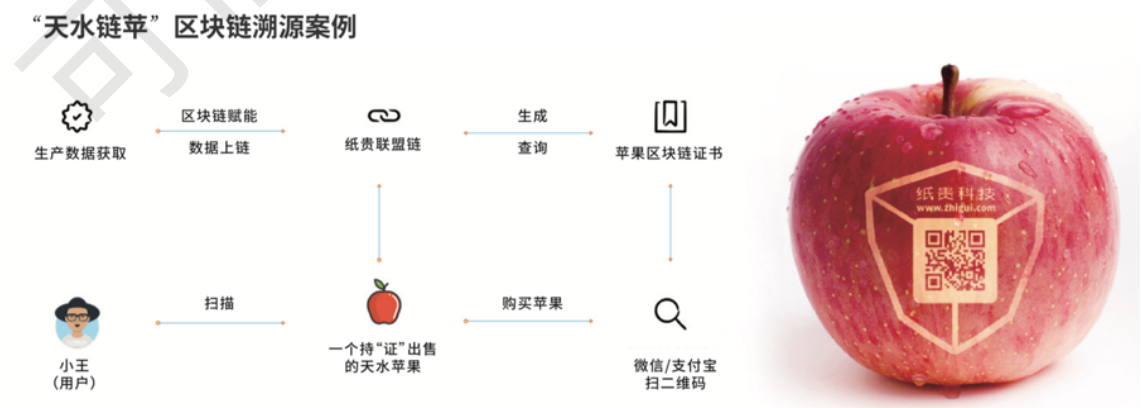 “天水链苹”区块链溯源案例
区块链赋能
生成
生产数据获取
数据上链
纸贵联盟链
查询
苹果区块链证书
纸贵科技
www.zhigui.com
扫描
购买苹果
小王
（用户）
一个持“证”出售
的天水苹果
微信/支付宝
扫二维码